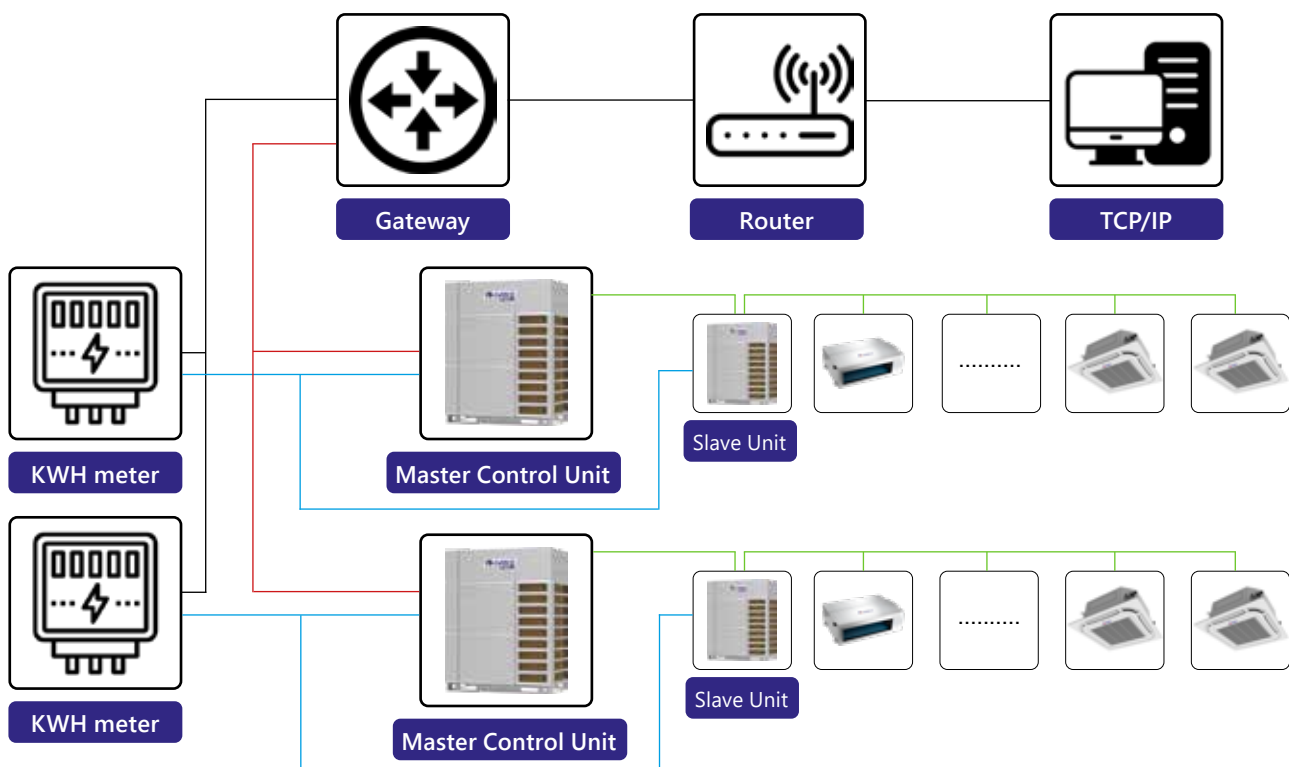 Gateway
Router
TCP/IP
KWH meter
Master Control Unit
..........
Slave Unit
KWH meter
Master Control Unit
..........
Slave Unit